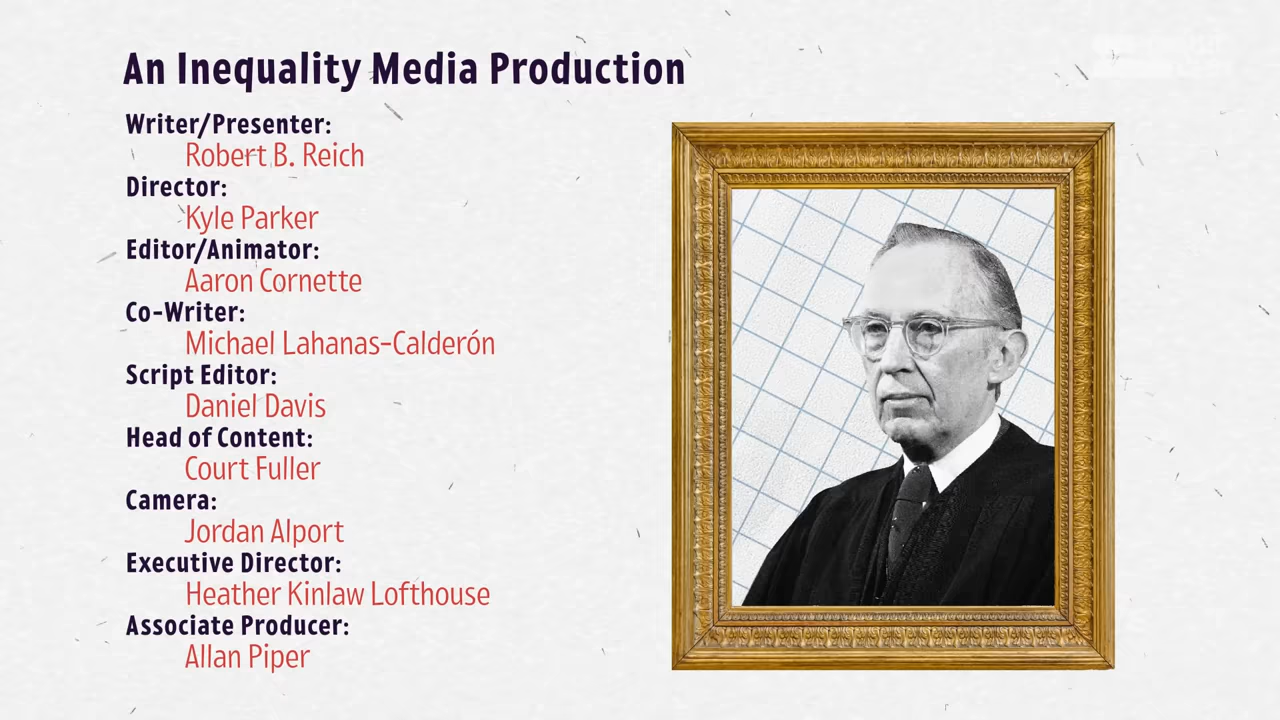 An Inequality Media Production
Writer/Presenter:
Robert B. Reich
Director:
Kyle Parker
Editor/Animator:
Aaron Cornette
Co-Writer:
Michael Lahanas-Calderón
Script Editor:
Daniel Davis
Head of Content:
Court Fuller
Camera:
Jordan Alport
Executive Director:
Heather Kinlaw Lofthouse
Associate Producer:
Allan Piper